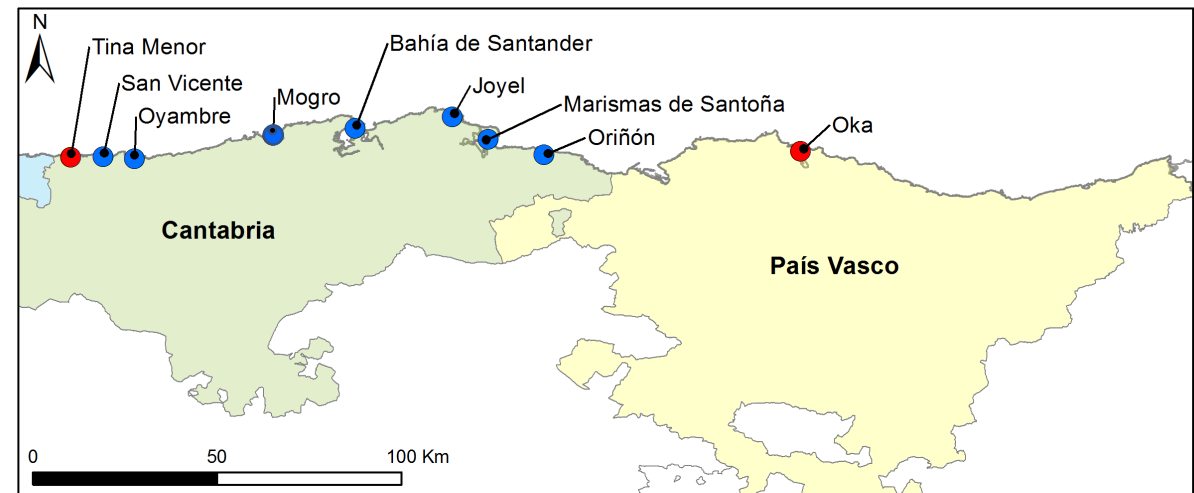 N
Tina Menor
San Vicente
Oyambre
Mogro
Bahía de Santander
Joyel
Marismas de Santoña
Oriñón
Oka
Cantabria
País Vasco
0 50 100 Km